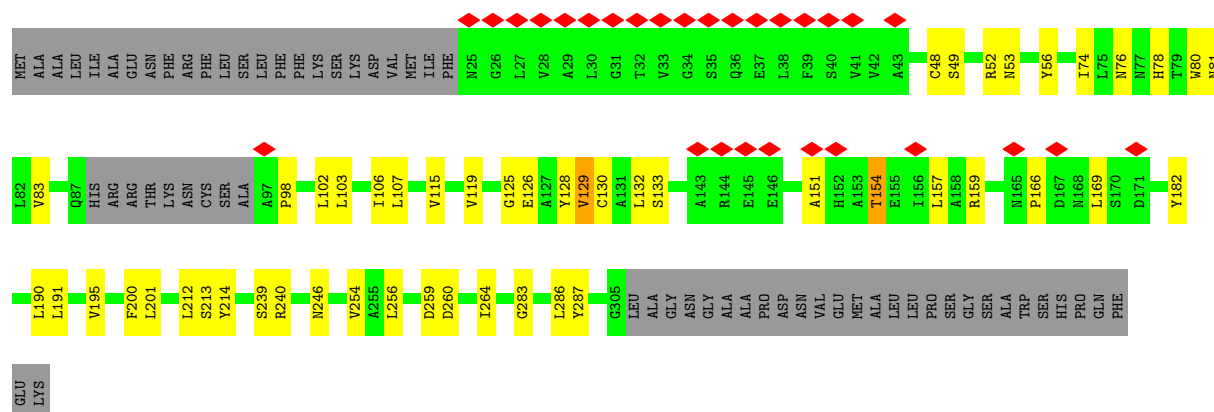 MET ALA ALA LEU ILE ALA GLU ASN PHE ARG PHE LEU SER LEU PHE PHE LYS SER LYS ASP VAL MET ILE PHE N25 G26 L27 V28 A29 L30 G31 T32 V33 G34 S35 Q36 E37 L38 F39 S40 V41 V42 A43 C48 S49 R52 N53 Y56 I74 L75 N76 N77 H78 T79 W80 N81
L82 V83 Q87 HIS ARG ARG THR LYS ASN CYS SER ALA A97 P98 L102 L103 I106 L107 V115 V119 G125 E126 A127 Y128 V129 C130 A131 L132 S133 A143 R144 E145 E146 A151 H152 A153 T154 E155 I156 L157 A158 R159 N165 P166 D167 N168 L169 S170 D171 Y182
L190 L191 V195 F200 L201 L212 S213 Y214 S239 R240 N246 V254 A255 L256 D259 D260 I264 G283 L286 Y287 G305 LEU ALA GLY ASN GLY ALA ALA PRO ASP ASN VAL GLU MET ALA LEU LEU PRO SER GLY SER ALA TRP SER HIS PRO GLN PHE
GLU LYS